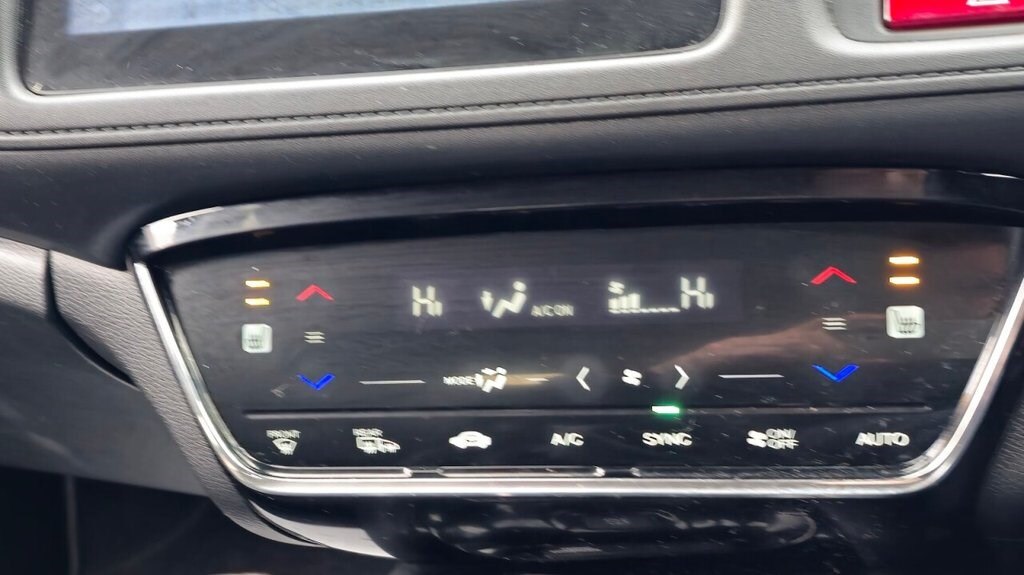 Hi A/C ON Hi
MODE
FRONT REAR A/C SYNC ON/OFF AUTO